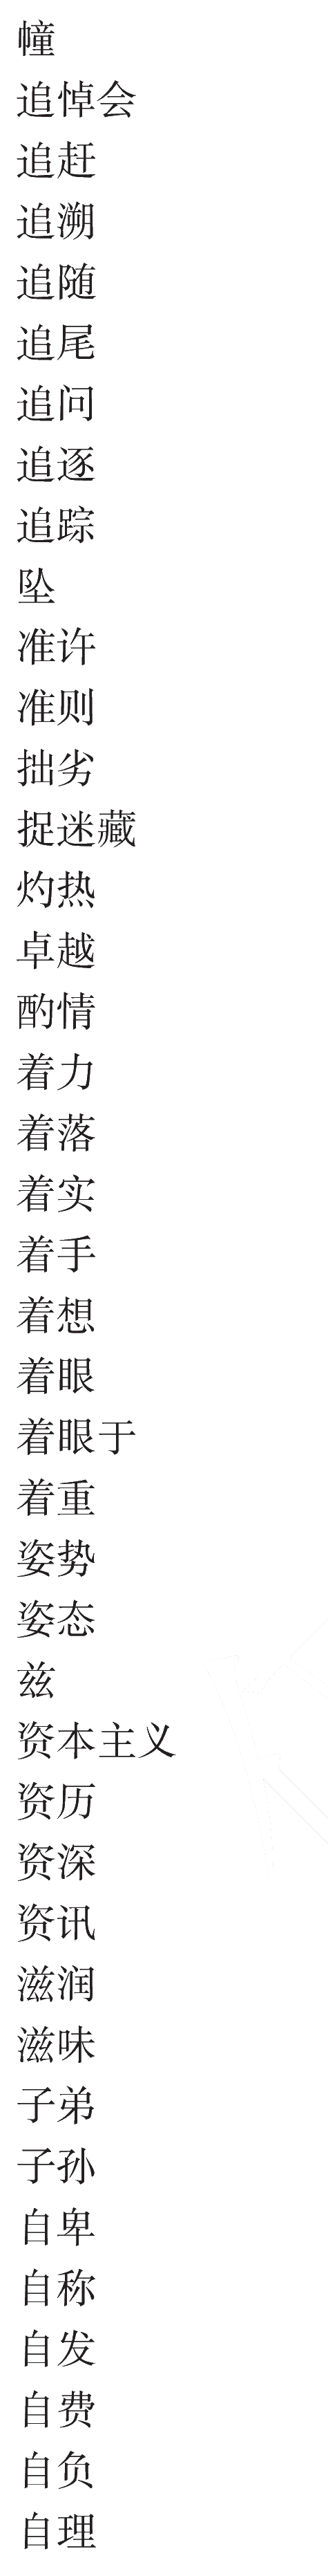 幢
追悼会
追赶
追溯
追随
追尾
追问
追逐
追踪
坠
准许
准则
拙劣
捉迷藏
灼热
卓越
酌情
着力
着落
着实
着手
着想
着眼
着眼于
着重
姿势
姿态
兹
资本主义
资历
资深
资讯
滋润
滋味
子弟
子孙
自卑
自称
自发
自费
自负
自理